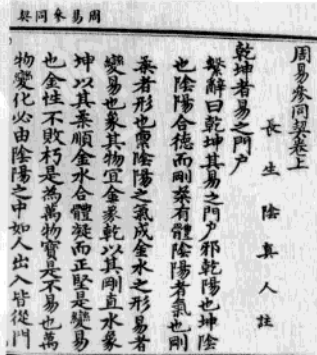 周易參同契
周易參同契卷上
長生陰真人註
乾坤者易之門戶
繫辭曰乾坤其易之門戶邪乾陽也坤陰
也陰陽合德而剛柔有體陰陽者氣也剛
柔者形也稟陰陽之氣成金水之形易者
變易也象其物宜金象乾以其剛直水象
坤以其柔順金水合體凝而正堅是變易
也金性不敗朽是為萬物寶是不易也萬
物變化必由陰陽之中如人出入皆從門